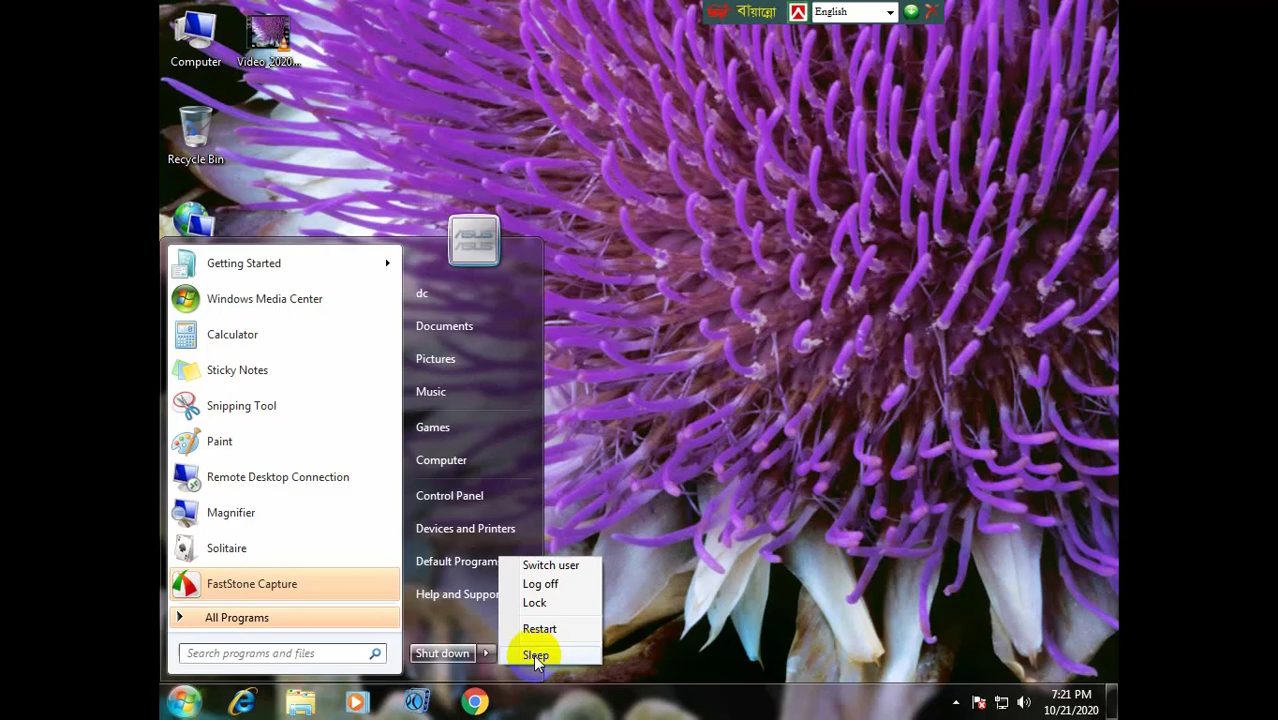 বাঁয়ান্নো
English
Computer
Video_2020...
Recycle Bin
ASUS
ASUS
Getting Started
Windows Media Center
Calculator
Sticky Notes
Snipping Tool
Paint
Remote Desktop Connection
Magnifier
Solitaire
FastStone Capture
All Programs
Search programs and files
dc
Documents
Pictures
Music
Games
Computer
Control Panel
Devices and Printers
Default Program
Help and Suppo
Shut down
Switch user
Log off
Lock
Restart
Sleep
7:21 PM
10/21/2020